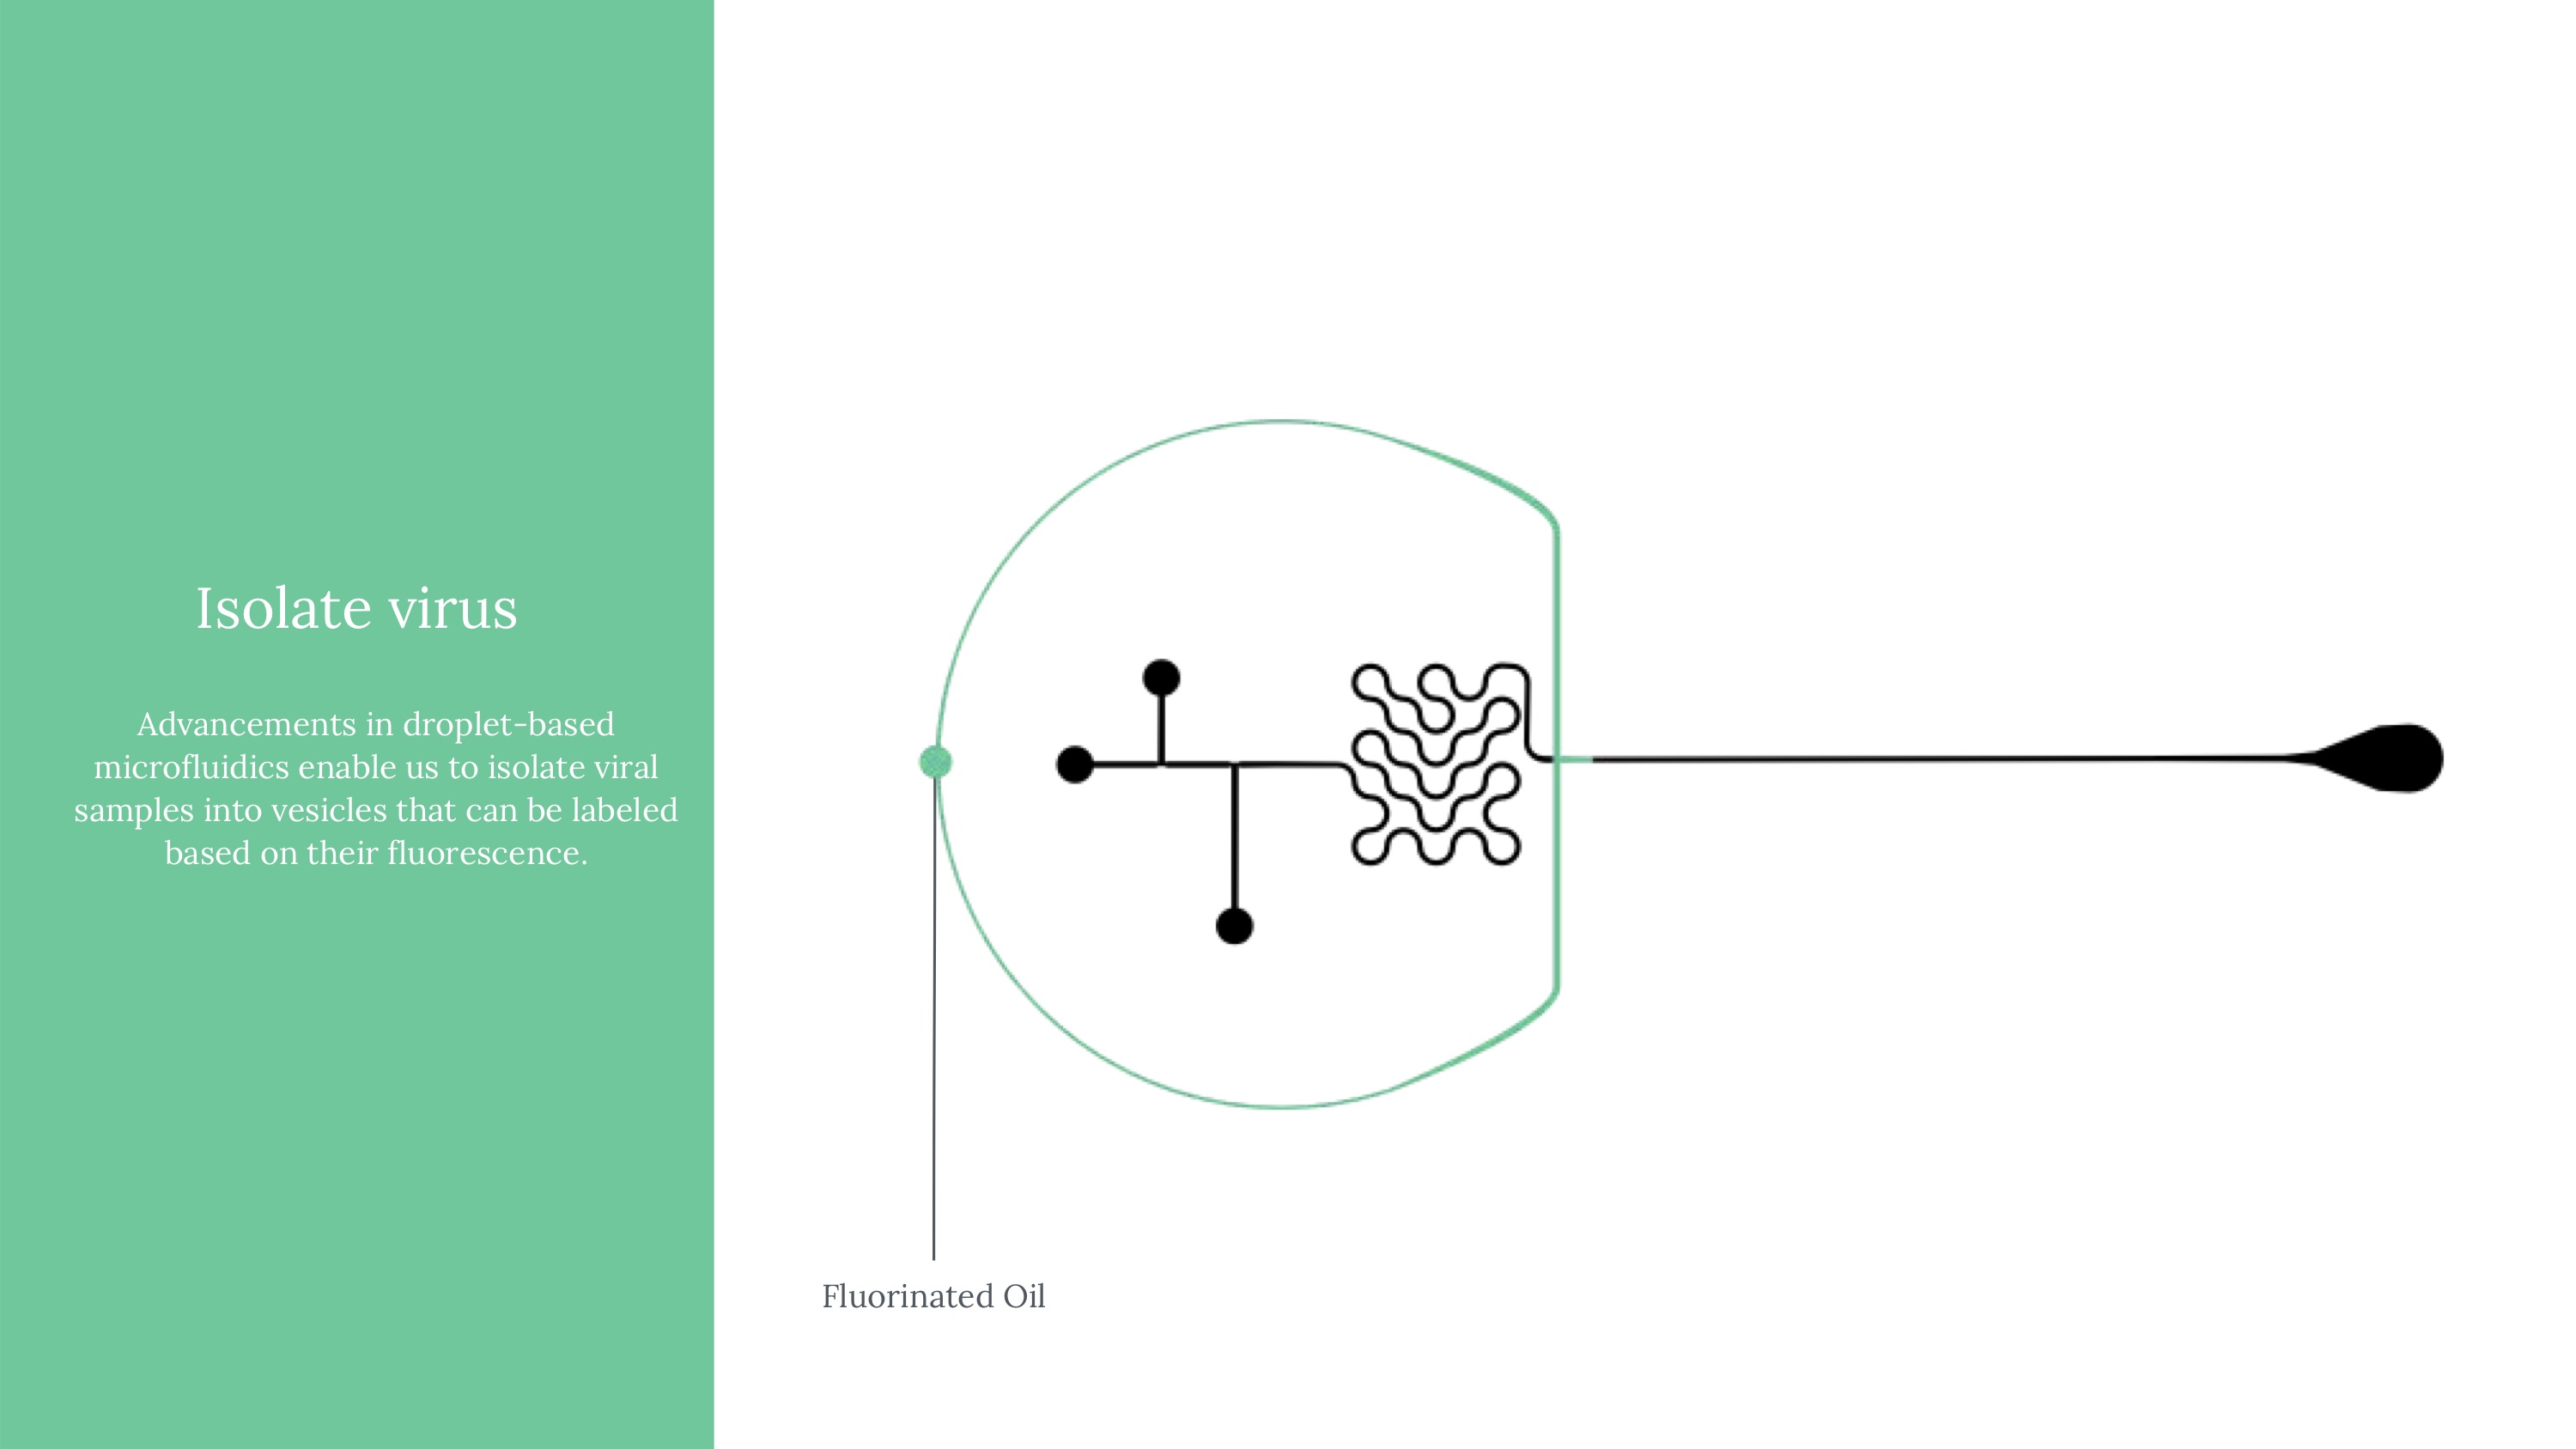 Isolate virus
Advancements in droplet-based
microfluidics enable us to isolate viral
samples into vesicles that can be labeled
based on their fluorescence.
Fluorinated Oil